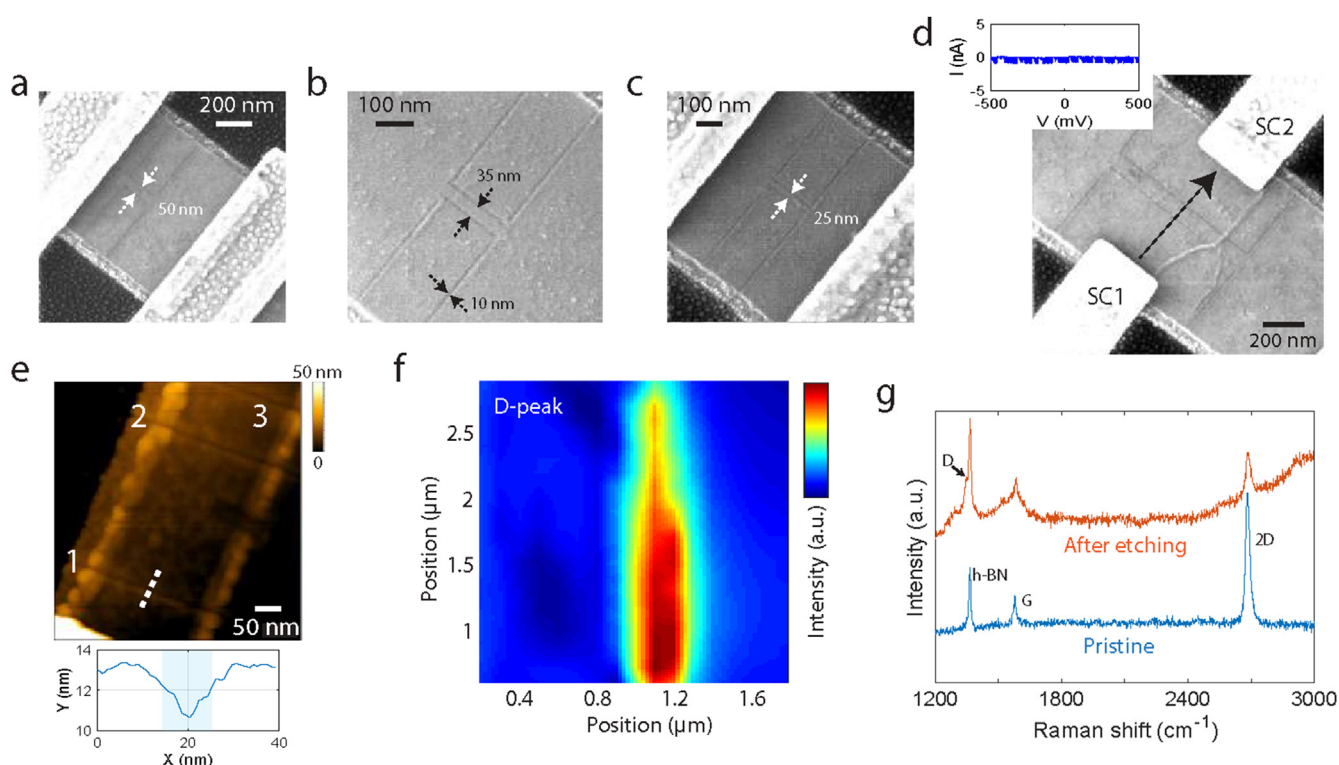 a
200 nm
50 nm
b
100 nm
35 nm
10 nm
c
100 nm
25 nm
d
I (nA)
5
0
-5
-500
0
500
V (mV)
SC2
SC1
200 nm
e
50 nm
0
2
3
1
50 nm
Y (nm)
14
12
10
0
20
40
X (nm)
f
D-peak
Position (µm)
2.5
2
1.5
1
0.4
0.8
1.2
1.6
Position (µm)
Intensity (a.u.)
g
Intensity (a.u.)
D
After etching
2D
h-BN
G
Pristine
1200
1800
2400
3000
Raman shift (cm-1)